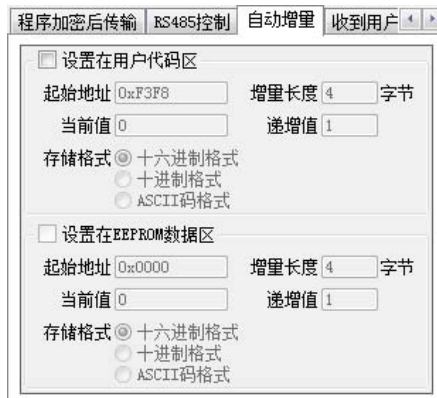 程序加密后传输 RS485控制 自动增量 收到用户
设置在用户代码区
起始地址 0xF3F8 增量长度 4 字节
当前值 0 递增值 1
存储格式 十六进制格式
十进制格式
ASCII码格式
设置在EEPROM数据区
起始地址 0x0000 增量长度 4 字节
当前值 0 递增值 1
存储格式 十六进制格式
十进制格式
ASCII码格式